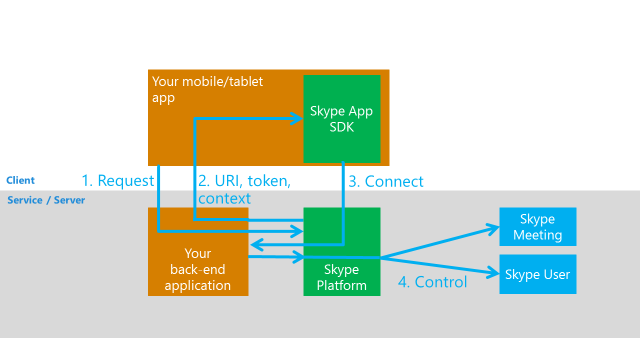 Your mobile/tablet
app
Skype App
SDK
Client
1. Request
2. URI, token,
context
3. Connect
Service / Server
Your
back-end
application
Skype
Platform
4. Control
Skype
Meeting
Skype User